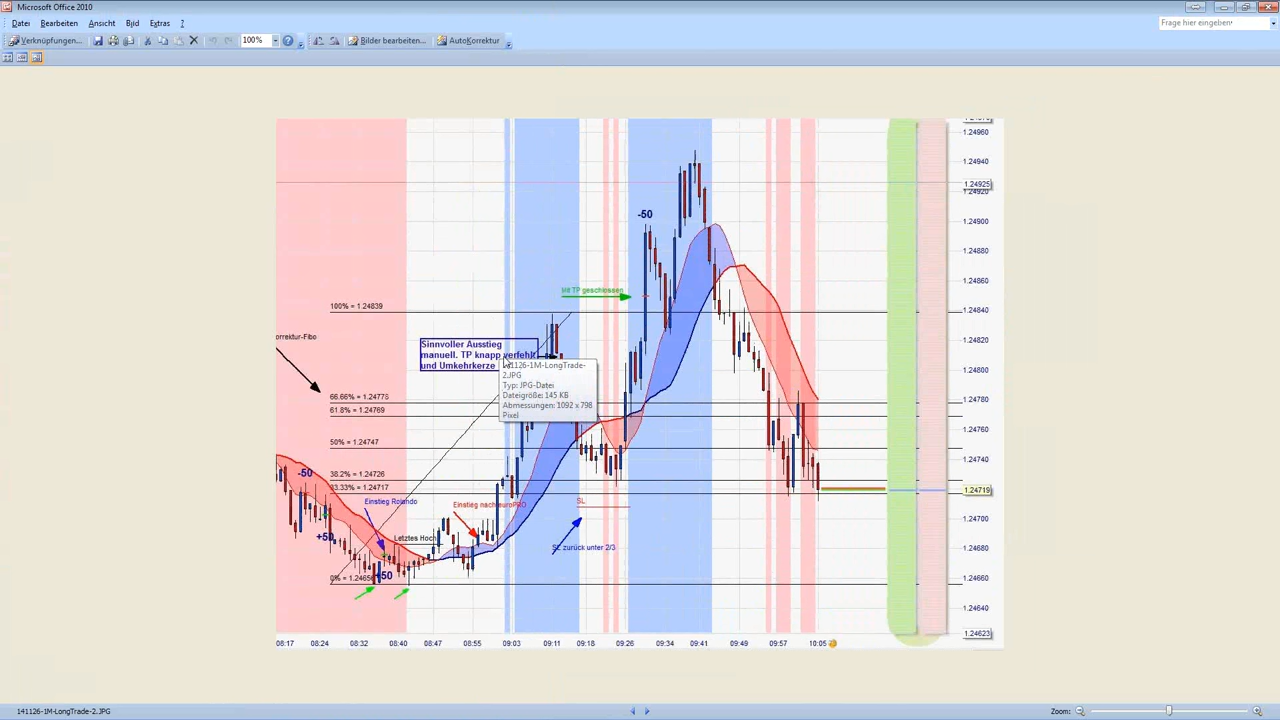 Microsoft Office 2010
Datei Bearbeiten Ansicht Bild Extras ?
Frage hier eingeben
Verknüpfungen... 100% Bilder bearbeiten... AutoKorrektur
1.24960
1.24940
1.24925
1.24920
-50
1.24900
1.24880
Mit TP geschlossen
1.24860
100% = 1.24839
1.24840
orrektur-Fibo
Sinnvoller Ausstieg
manuell. TP knapp verfehlt
und Umkehrkerze
1.24820
141126-1M-LongTrade-
2.JPG
Typ: JPG-Datei
Dateigröße: 145 KB
Abmessungen: 1092 x 798
Pixel
1.24800
66.66% = 1.24778
1.24780
61.8% = 1.24769
1.24760
50% = 1.24747
1.24740
-50
38.2% = 1.24726
33.33% = 1.24717
1.24719
Einstieg Rolando
Einstieg nach euroPRO
SL
1.24700
+50
Letztes Hoch
SL zurück unter 2/3
1.24680
+50
0% = 1.24656
1.24660
1.24640
1.24623
08:17 08:24 08:32 08:40 08:47 08:55 09:03 09:11 09:18 09:26 09:34 09:41 09:49 09:57 10:05
141126-1M-LongTrade-2.JPG
Zoom: